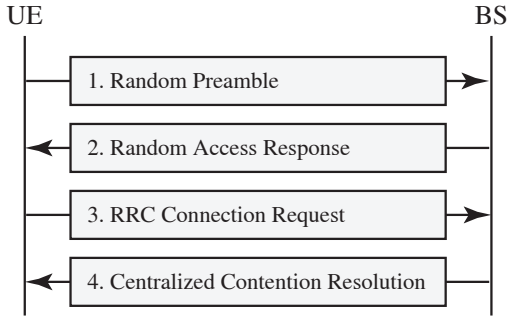 UE
BS
1. Random Preamble
2. Random Access Response
3. RRC Connection Request
4. Centralized Contention Resolution